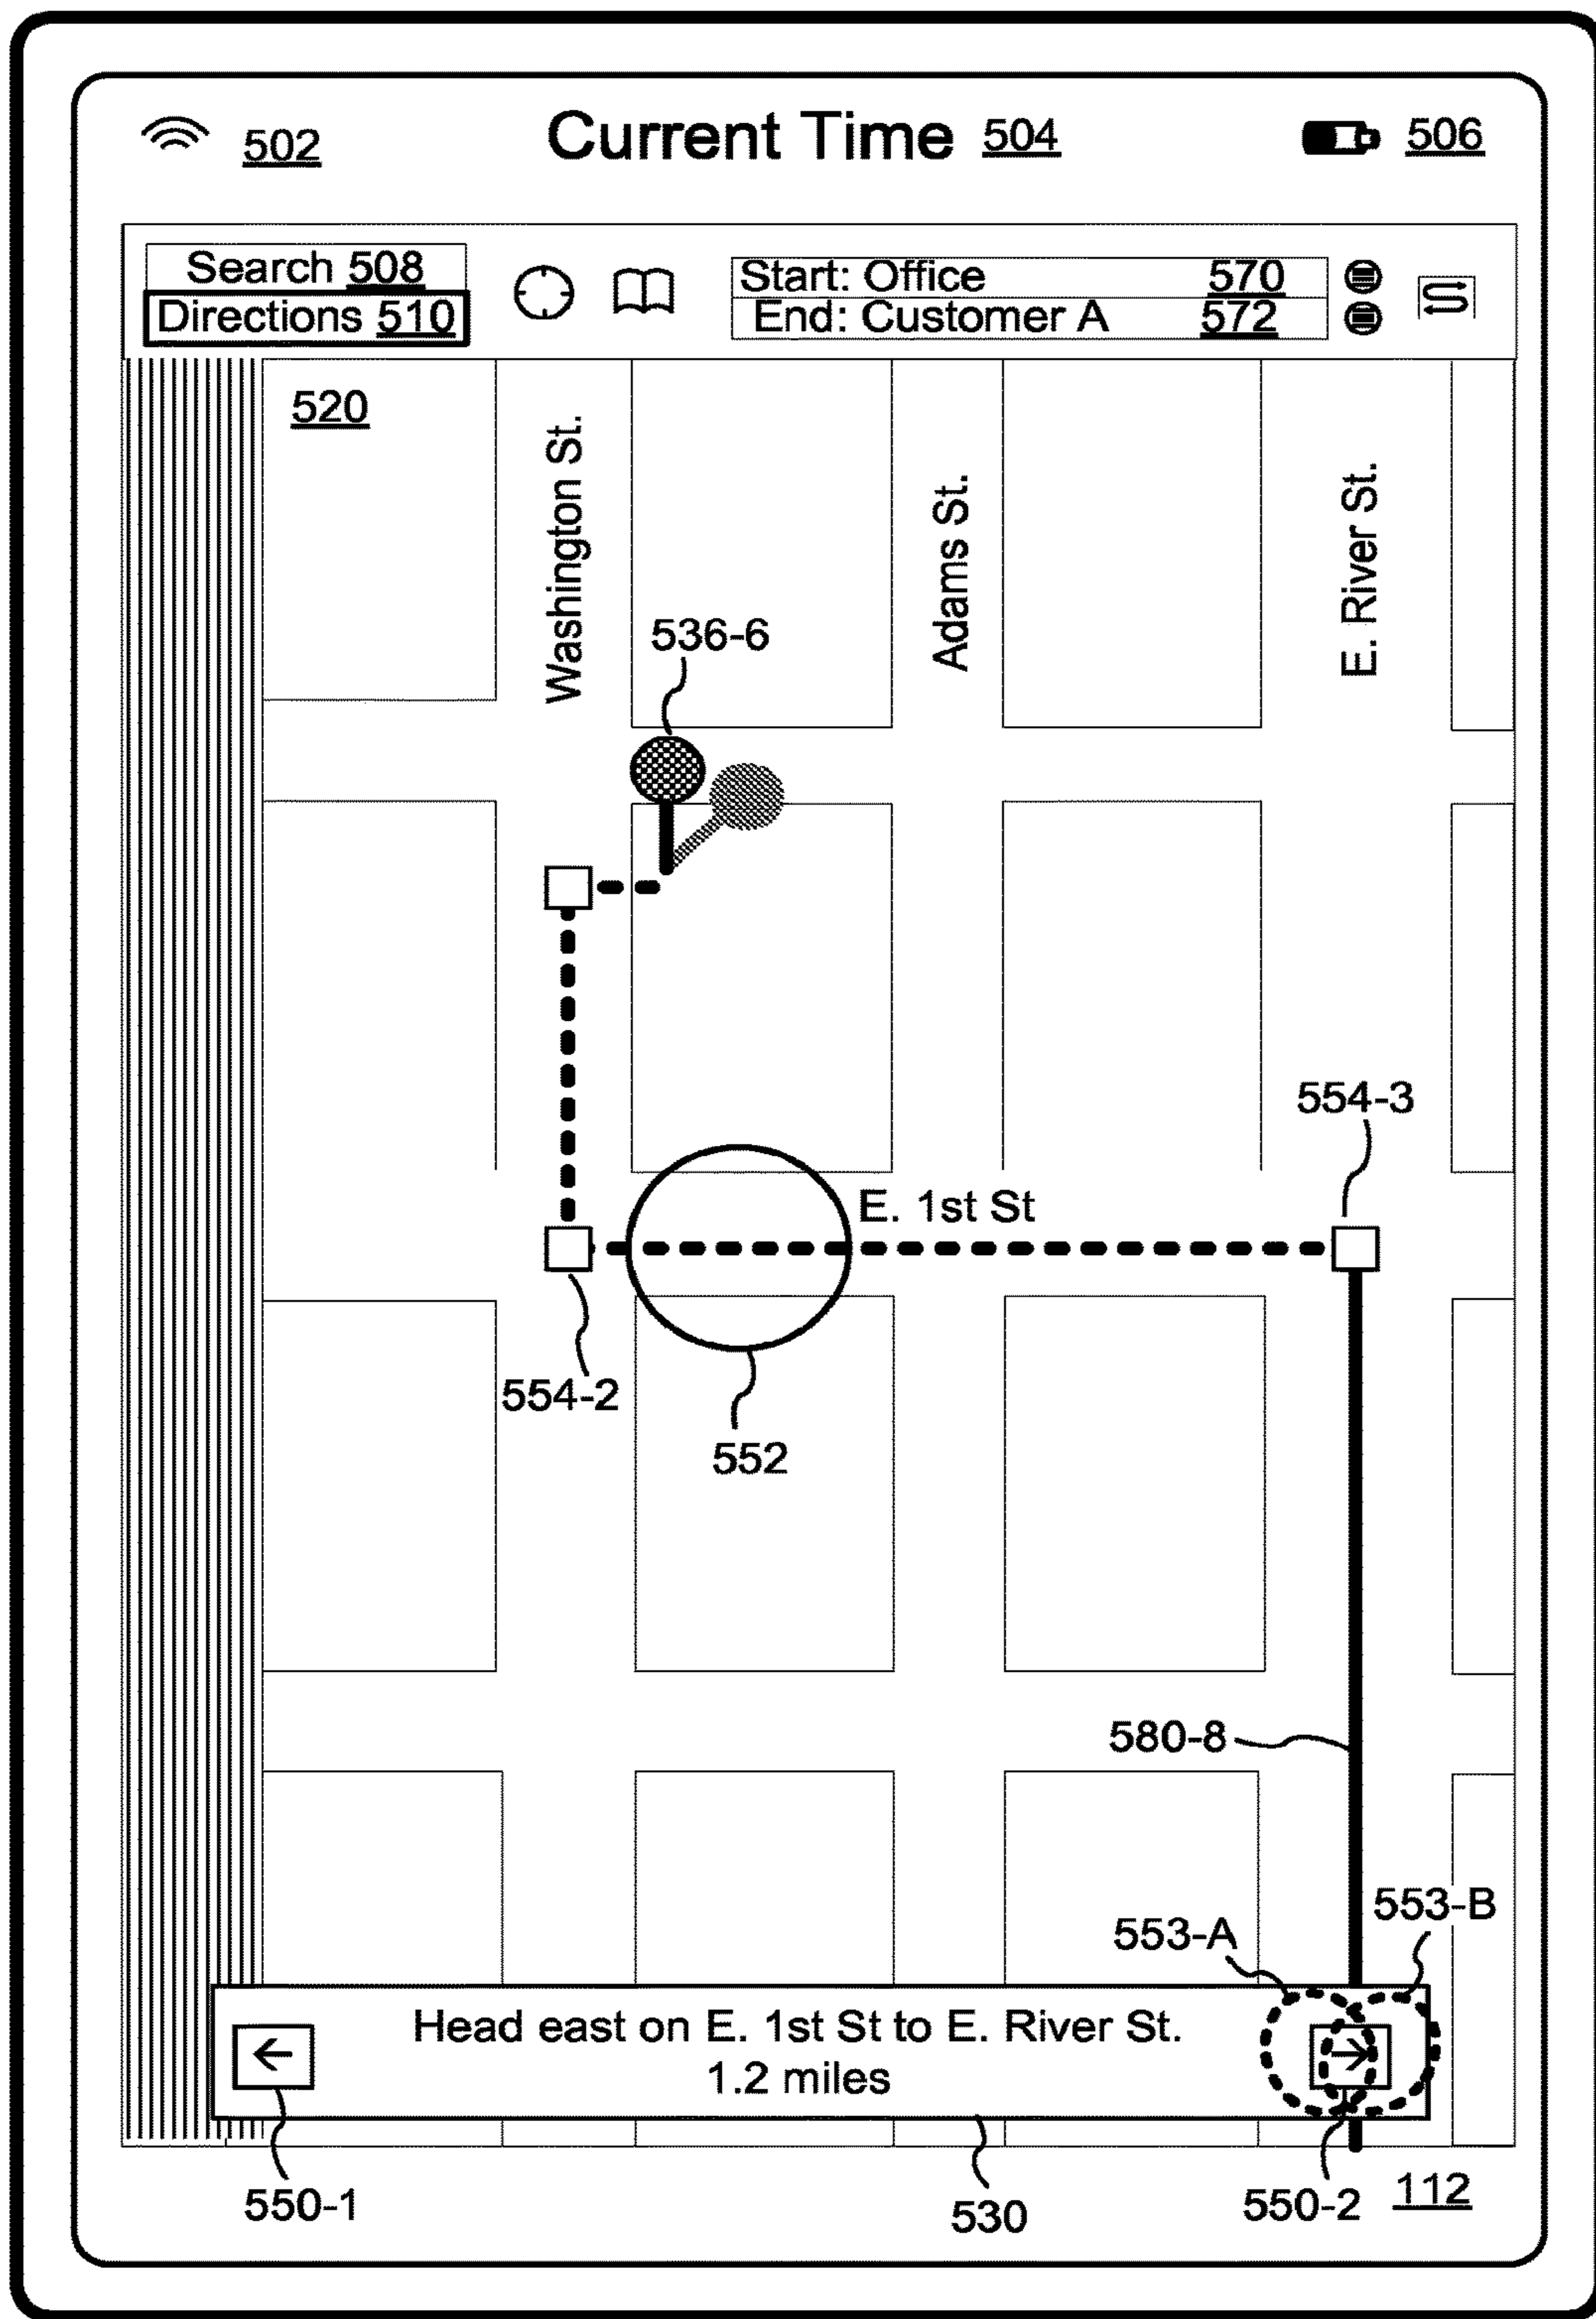 502
Current Time 504
506
Search 508
Directions 510
Start: Office 570
End: Customer A 572
520
Washington St.
Adams St.
E. River St.
536-6
554-3
E. 1st St
554-2
552
580-8
553-B
553-A
Head east on E. 1st St to E. River St.
1.2 miles
550-1
530
550-2
112